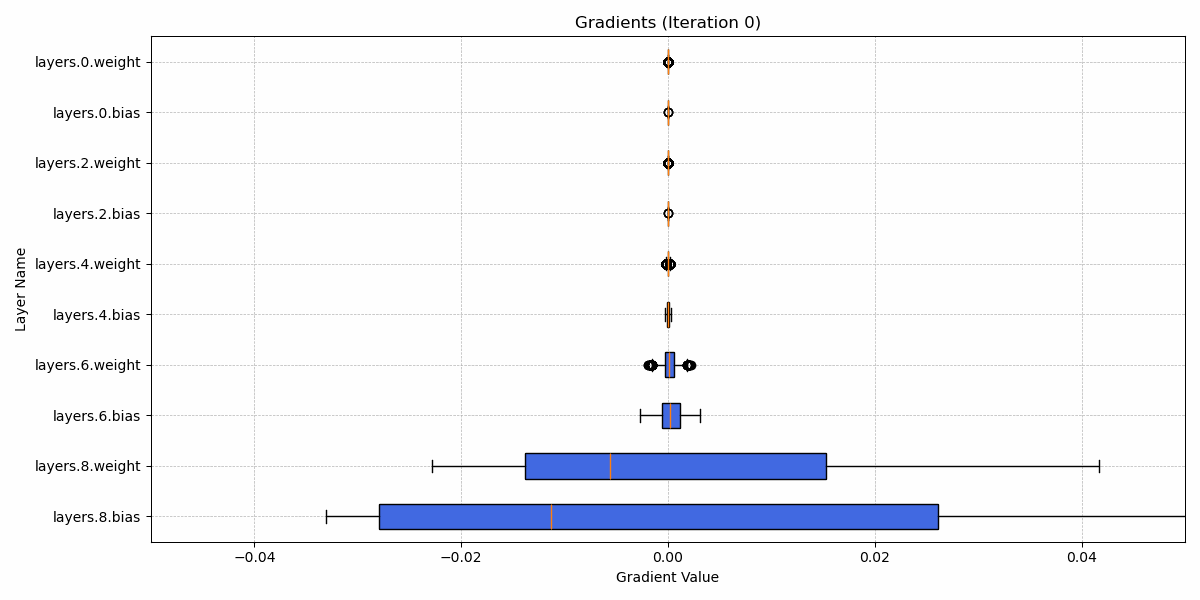 Gradients (Iteration 0)
layers.0.weight
layers.0.bias
layers.2.weight
layers.2.bias
layers.4.weight
layers.4.bias
layers.6.weight
layers.6.bias
layers.8.weight
layers.8.bias
Layer Name
−0.04 −0.02 0.00 0.02 0.04
Gradient Value